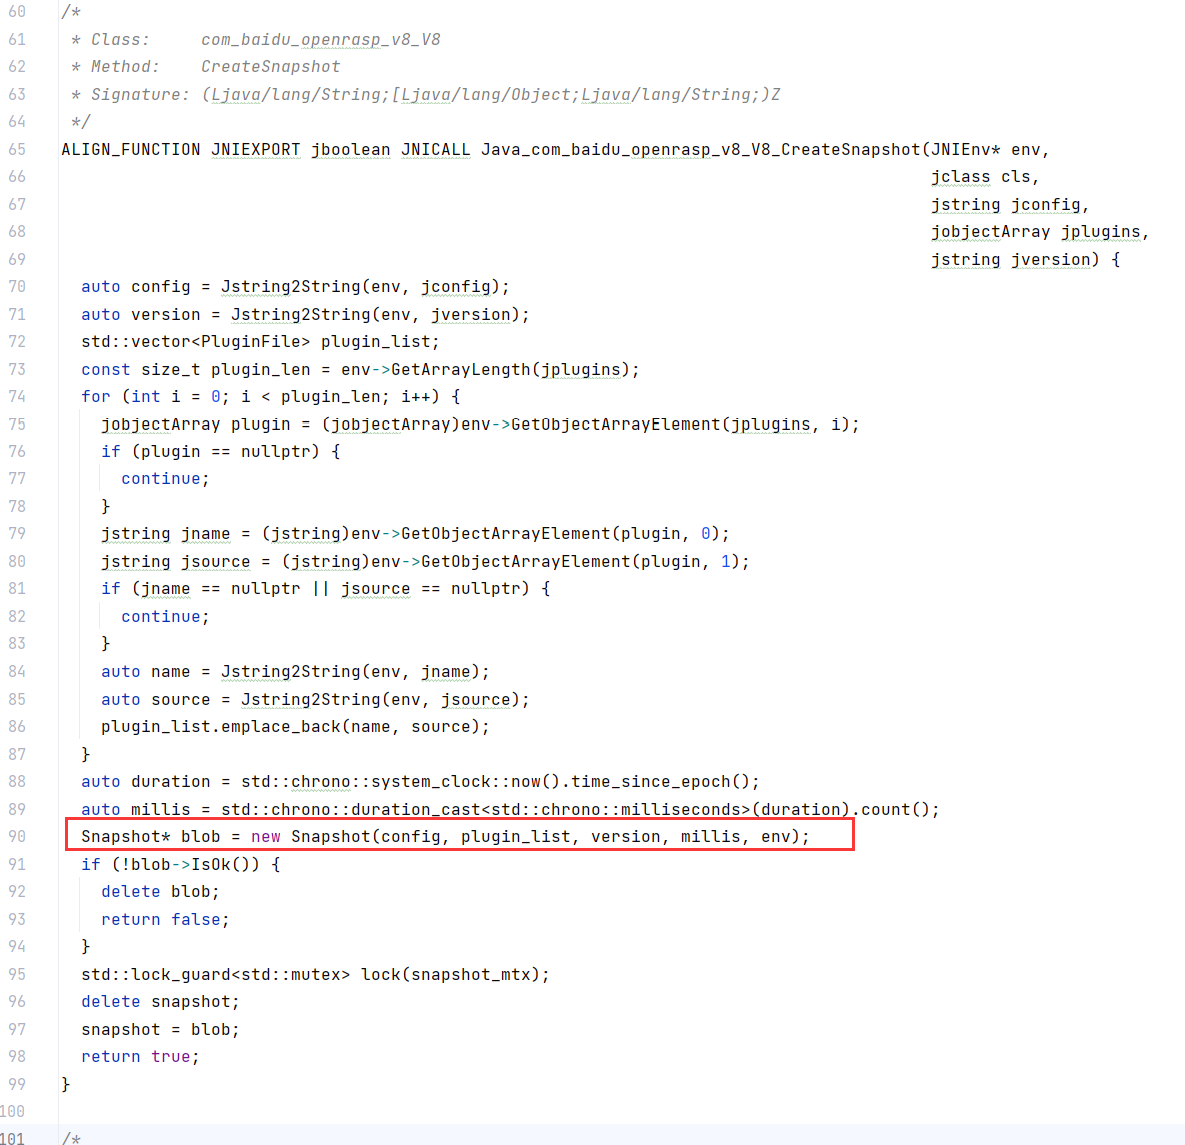 60 /*
61  * Class:     com_baidu_openrasp_v8_V8
62  * Method:    CreateSnapshot
63  * Signature: (Ljava/lang/String;[Ljava/lang/Object;Ljava/lang/String;)Z
64  */
65 ALIGN_FUNCTION JNIEXPORT jboolean JNICALL Java_com_baidu_openrasp_v8_V8_CreateSnapshot(JNIEnv* env,
66                                                                                        jclass cls,
67                                                                                        jstring jconfig,
68                                                                                        jobjectArray jplugins,
69                                                                                        jstring jversion) {
70   auto config = Jstring2String(env, jconfig);
71   auto version = Jstring2String(env, jversion);
72   std::vector<PluginFile> plugin_list;
73   const size_t plugin_len = env->GetArrayLength(jplugins);
74   for (int i = 0; i < plugin_len; i++) {
75     jobjectArray plugin = (jobjectArray)env->GetObjectArrayElement(jplugins, i);
76     if (plugin == nullptr) {
77       continue;
78     }
79     jstring jname = (jstring)env->GetObjectArrayElement(plugin, 0);
80     jstring jsource = (jstring)env->GetObjectArrayElement(plugin, 1);
81     if (jname == nullptr || jsource == nullptr) {
82       continue;
83     }
84     auto name = Jstring2String(env, jname);
85     auto source = Jstring2String(env, jsource);
86     plugin_list.emplace_back(name, source);
87   }
88   auto duration = std::chrono::system_clock::now().time_since_epoch();
89   auto millis = std::chrono::duration_cast<std::chrono::milliseconds>(duration).count();
90   Snapshot* blob = new Snapshot(config, plugin_list, version, millis, env);
91   if (!blob->IsOk()) {
92     delete blob;
93     return false;
94   }
95   std::lock_guard<std::mutex> lock(snapshot_mtx);
96   delete snapshot;
97   snapshot = blob;
98   return true;
99 }
100
101 /*